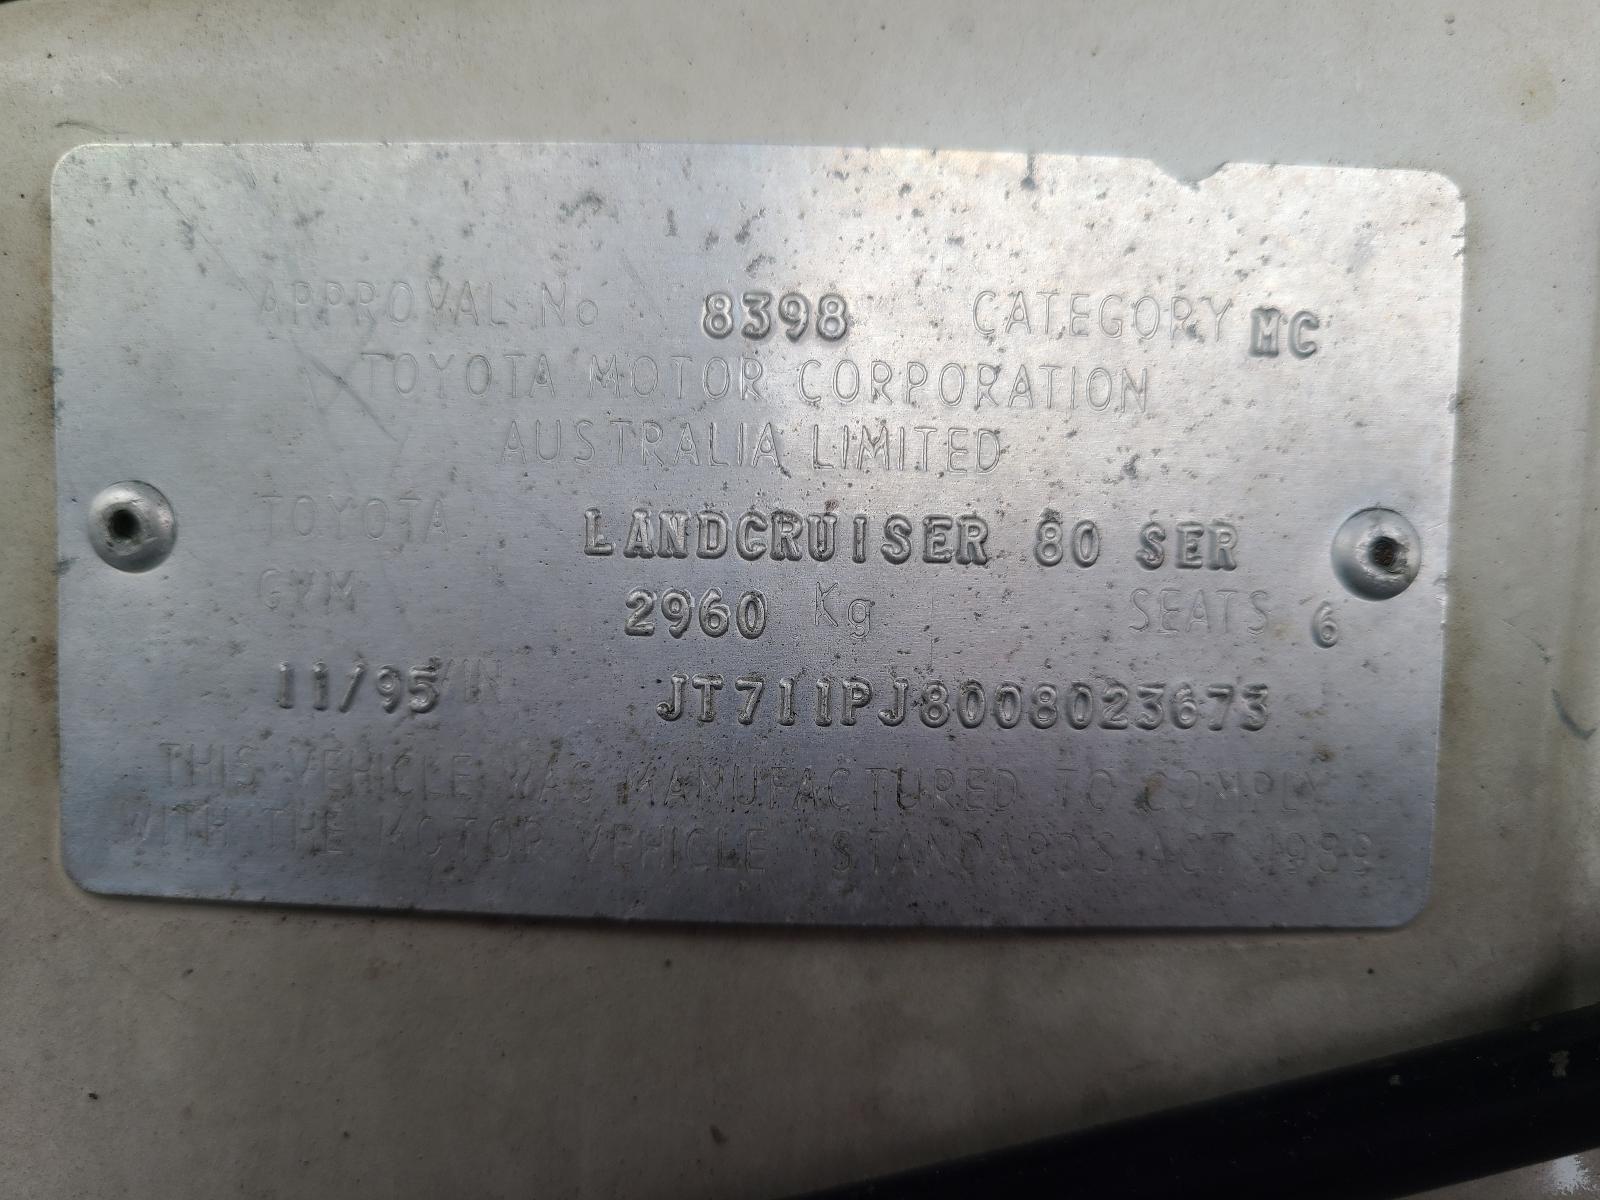 APPROVAL No 8398 CATEGORY MC
TOYOTA MOTOR CORPORATION
AUSTRALIA LIMITED
TOYOTA LANDCRUISER 80 SER
GVM 2960 Kg SEATS 6
11/95 VIN JT711PJ8008023673
THIS VEHICLE WAS MANUFACTURED TO COMPLY
WITH THE MOTOR VEHICLE STANDARDS ACT 1989